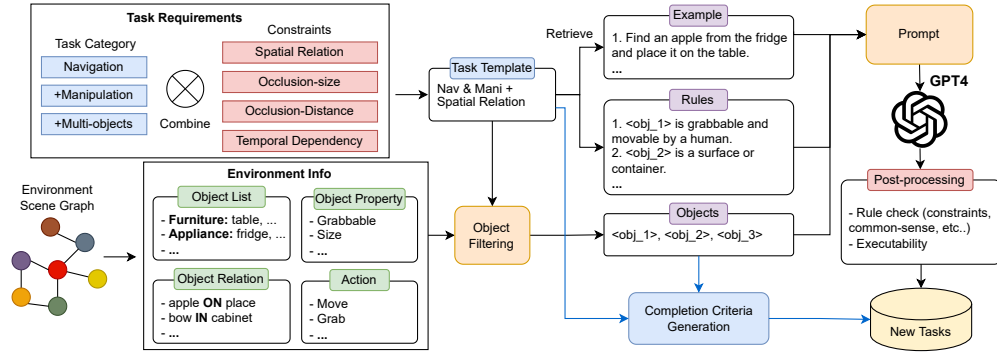 Task Requirements
Task Category
Navigation
+Manipulation
+Multi-objects
Combine
Constraints
Spatial Relation
Occlusion-size
Occlusion-Distance
Temporal Dependency
Environment
Scene Graph
Environment Info
Object List
- Furniture: table, ...
- Appliance: fridge, ...
- ...
Object Property
- Grabbable
- Size
- ...
Object Relation
- apple ON place
- bow IN cabinet
- ...
Action
- Move
- Grab
- ...
Task Template
Nav & Mani +
Spatial Relation
Object
Filtering
Retrieve
Example
1. Find an apple from the fridge
and place it on the table.
...
Rules
1. <obj_1> is grabbable and
movable by a human.
2. <obj_2> is a surface or
container.
...
Objects
<obj_1>, <obj_2>, <obj_3>
Completion Criteria
Generation
Prompt
GPT4
Post-processing
- Rule check (constraints,
common-sense, etc..)
- Executability
New Tasks